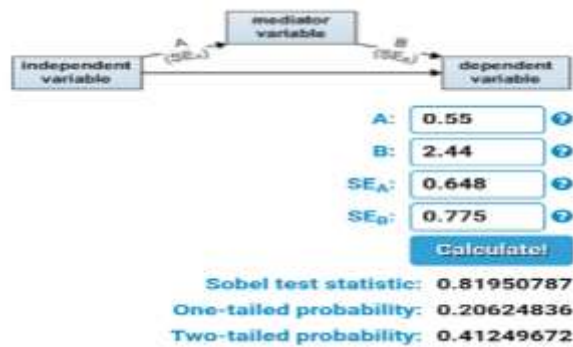 mediator
variable
A
(SEA)
B
(SEB)
independent
variable
dependent
variable
A: 0.55
B: 2.44
SEA: 0.648
SEB: 0.775
Calculate!
Sobel test statistic: 0.81950787
One-tailed probability: 0.20624836
Two-tailed probability: 0.41249672